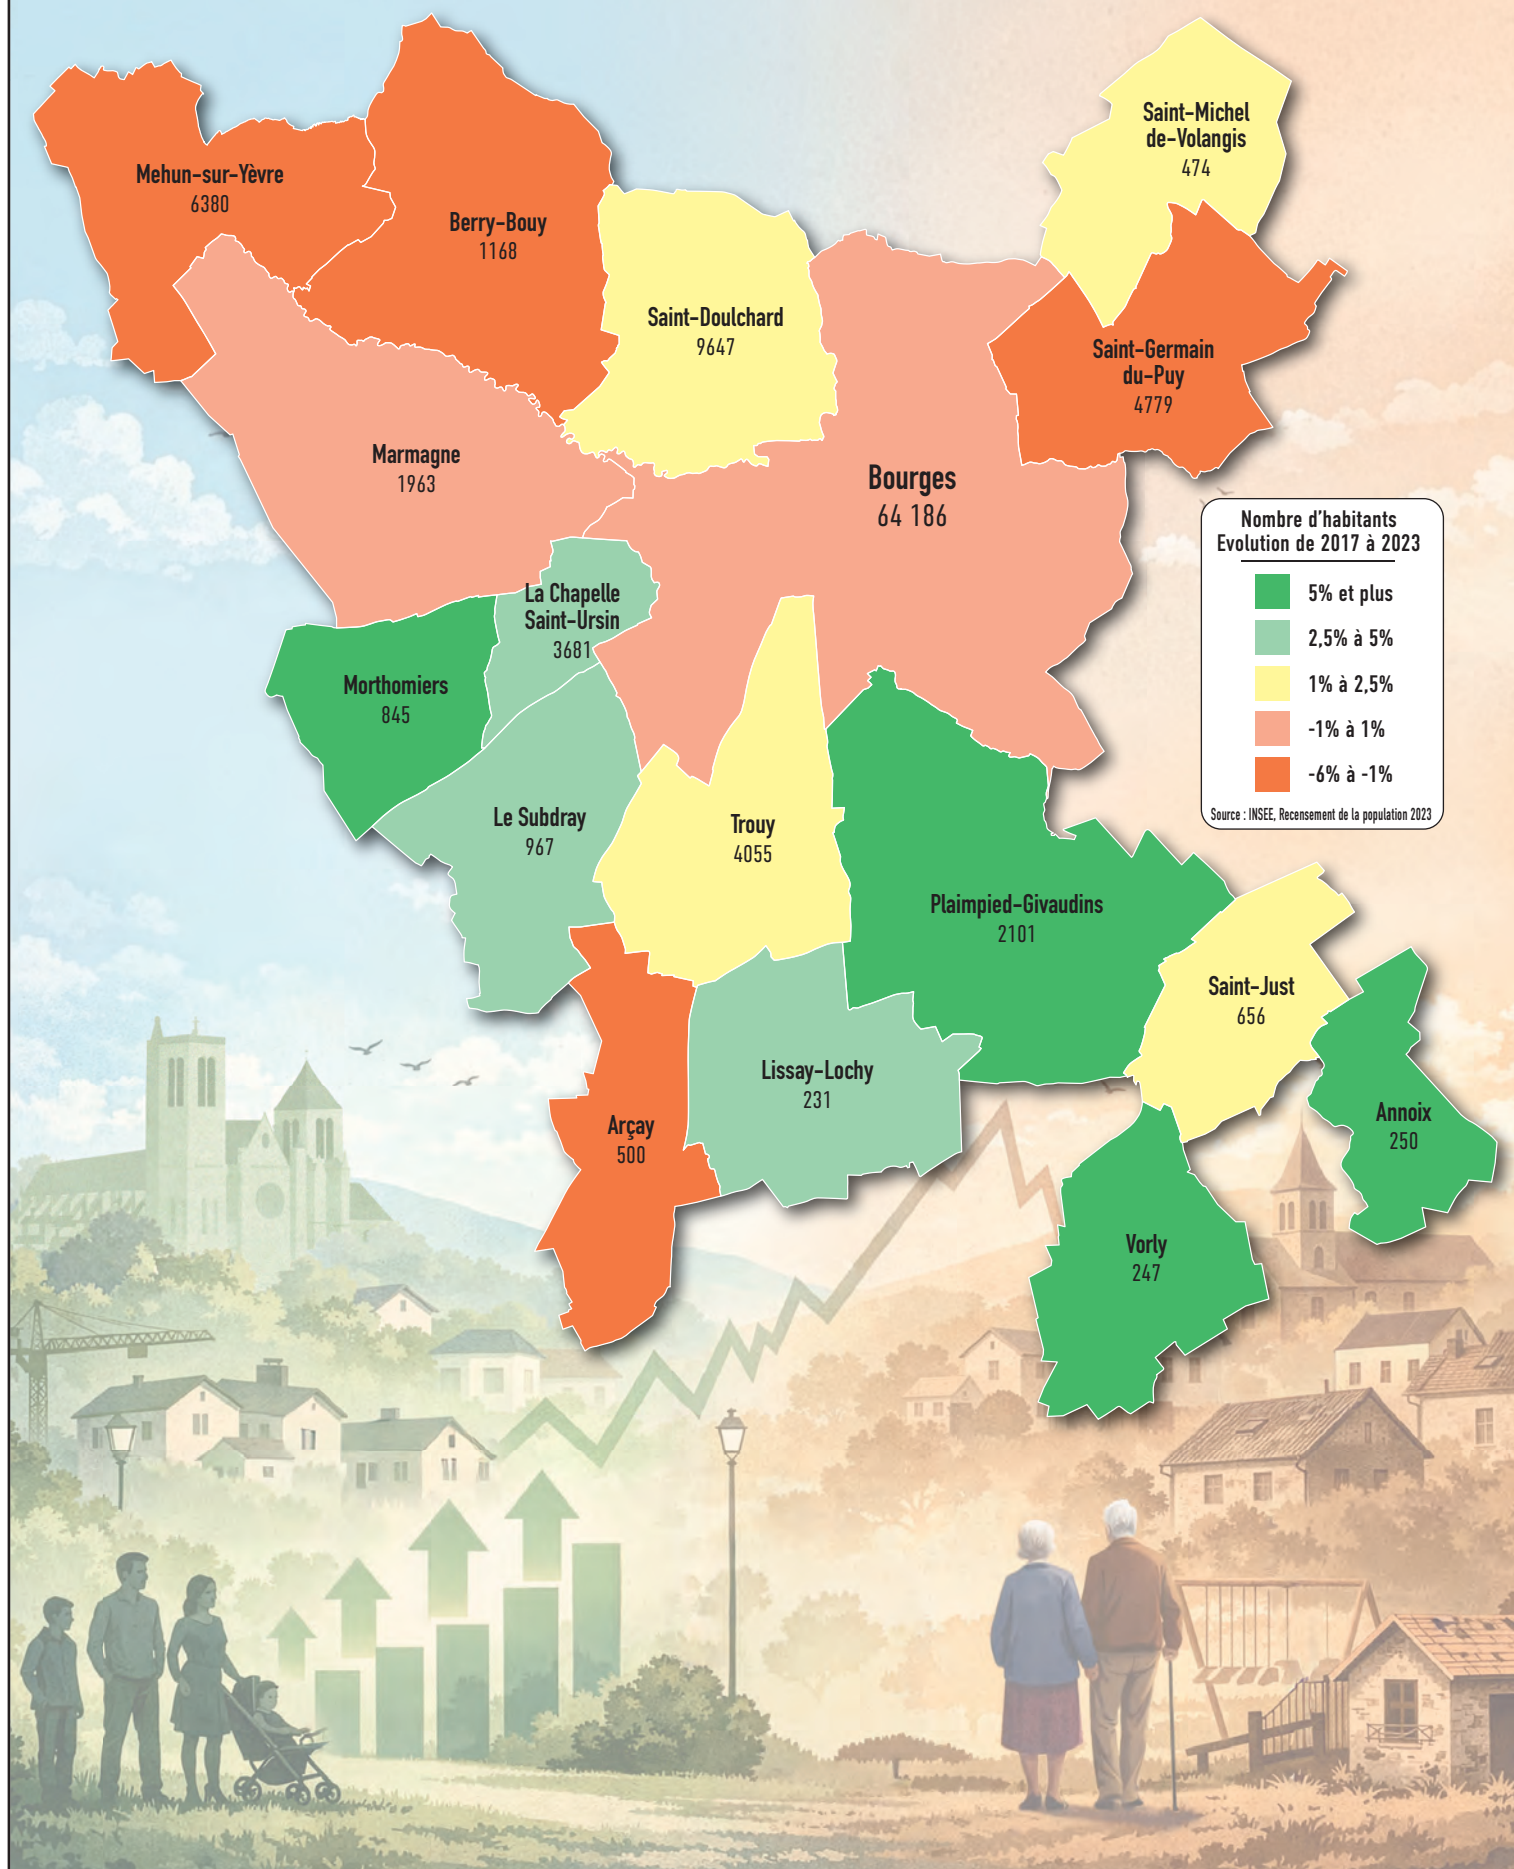 Saint-Michel
de-Volangis
474
Mehun-sur-Yèvre
6380
Berry-Bouy
1168
Saint-Doulchard
9647
Saint-Germain
du-Puy
4779
Marmagne
1963
Bourges
64 186
La Chapelle
Saint-Ursin
3681
Morthomiers
845
Le Subdray
967
Trouy
4055
Plaimpied-Givaudins
2101
Saint-Just
656
Lissay-Lochy
231
Arçay
500
Annoix
250
Vorly
247
Nombre d'habitants
Evolution de 2017 à 2023
5% et plus
2,5% à 5%
1% à 2,5%
-1% à 1%
-6% à -1%
Source : INSEE, Recensement de la population 2023